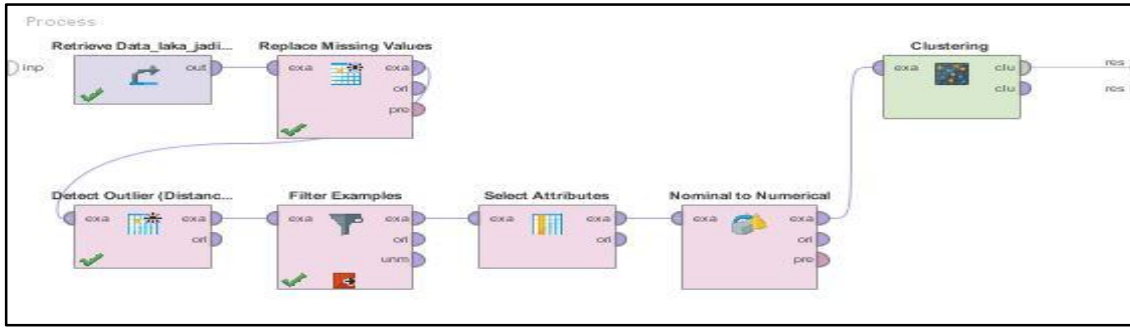 Process
Retrieve Data_laka_jadi...
inp
out
Replace Missing Values
exa
exa
ori
pre
Clustering
exa
clu
clu
res
res
Detect Outlier (Distanc...
exa
exa
ori
Filter Examples
exa
exa
ori
unm
Select Attributes
exa
exa
ori
Nominal to Numerical
exa
exa
ori
pre